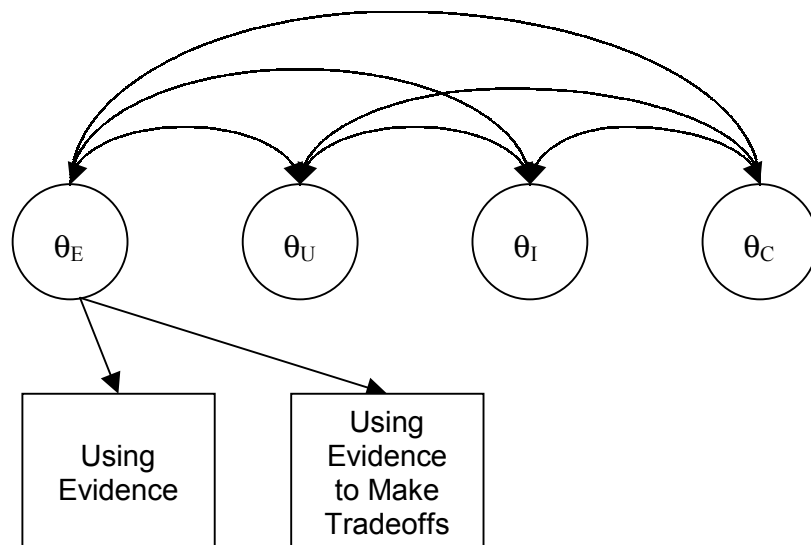 θE
θU
θI
θC
Using
Evidence
Using
Evidence
to Make
Tradeoffs